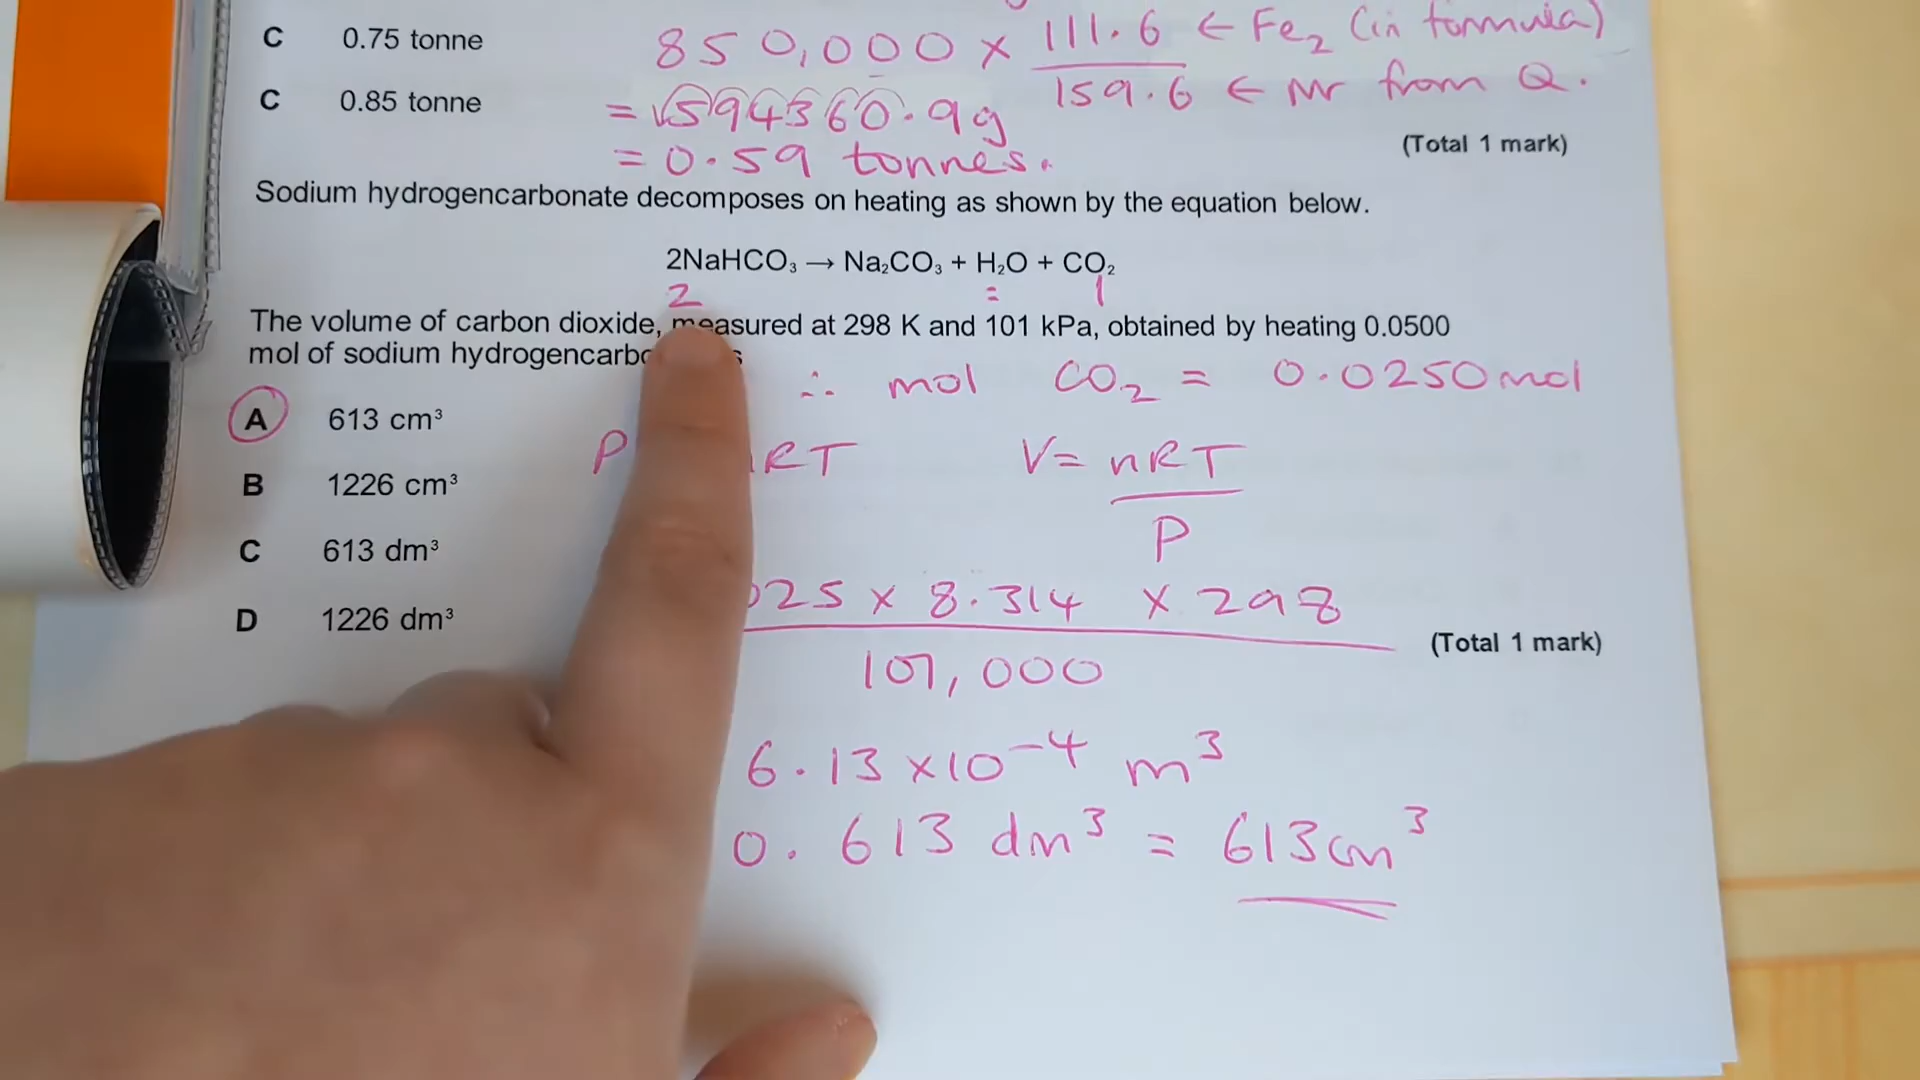 C 0.75 tonne
850,000 × 111.6 ← Fe₂ (in formula)
159.6 ← Mr from Q.
C 0.85 tonne
= 594360.9g
= 0.59 tonnes.
(Total 1 mark)
Sodium hydrogencarbonate decomposes on heating as shown by the equation below.
2NaHCO₃ → Na₂CO₃ + H₂O + CO₂
2 : 1
The volume of carbon dioxide, measured at 298 K and 101 kPa, obtained by heating 0.0500
mol of sodium
∴ mol CO₂ = 0.0250mol
A 613 cm³
P RT V = nRT
P
B 1226 cm³
C 613 dm³
D 1226 dm³
25 × 8.314 × 298
101,000
(Total 1 mark)
6.13 ×10⁻⁴ m³
0.613 dm³ = 613cm³